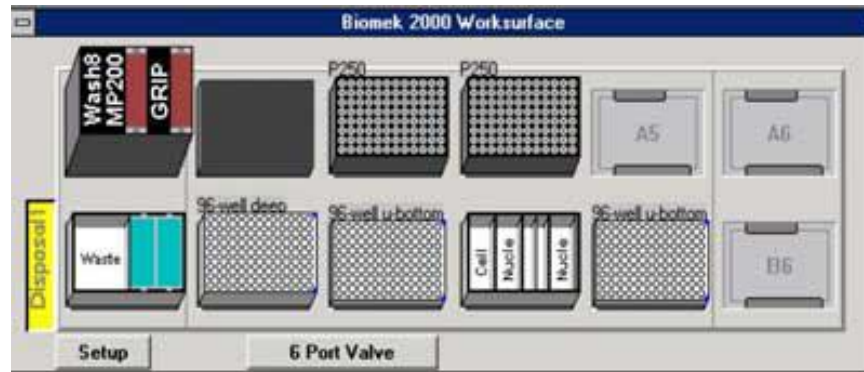 Biomek 2000 Worksurface
Wash8
MP200
GRIP
P250
P250
A5
A6
Disposal1
Waste
96-well deep
96-well u-bottom
Cell
Nucle
Nucle
96-well u-bottom
B6
Setup
6 Port Valve